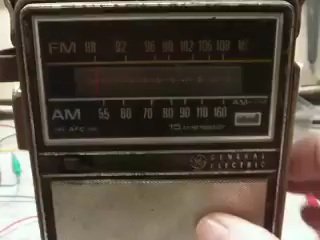 FM 88 92 96 98 102 106 108 MC
AM 55 60 70 80 90 110 160
AFC
GENERAL
ELECTRIC